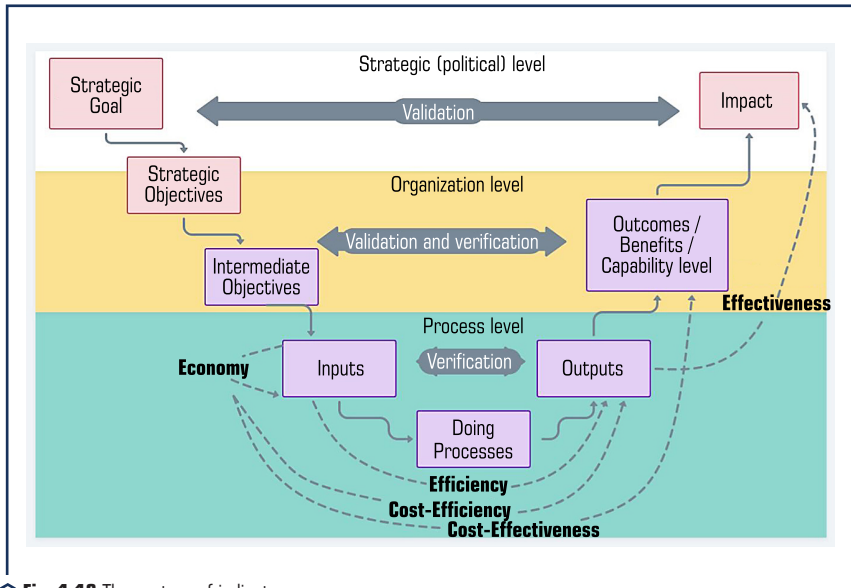 Strategic (political) level
Strategic
Goal
Validation
Impact
Strategic
Objectives
Organization level
Validation and verification
Outcomes /
Benefits /
Capability level
Intermediate
Objectives
Effectiveness
Process level
Economy
Inputs
Verification
Outputs
Doing
Processes
Efficiency
Cost-Efficiency
Cost-Effectiveness